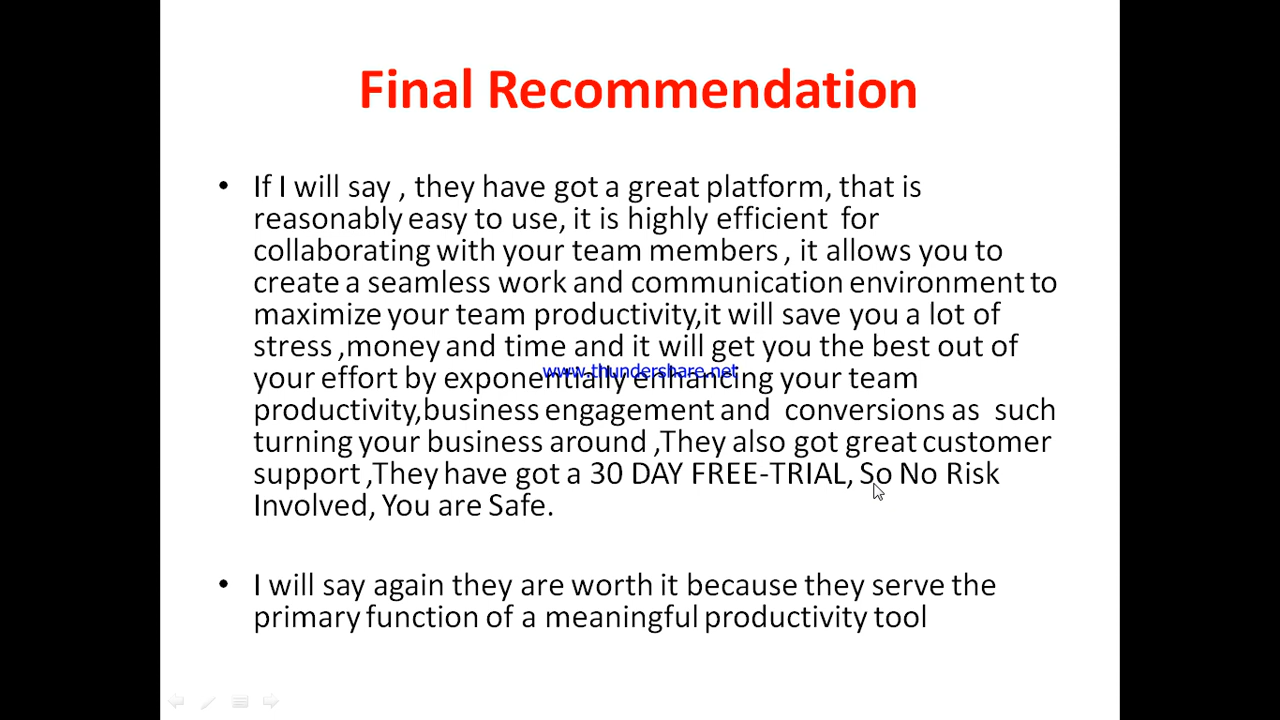 Final Recommendation
• If I will say , they have got a great platform, that is
reasonably easy to use, it is highly efficient  for
collaborating with your team members , it allows you to
create a seamless work and communication environment to
maximize your team productivity,it will save you a lot of
stress ,money and time and it will get you the best out of
www.thundershare.net
your effort by exponentially enhancing your team
productivity,business engagement and  conversions as  such
turning your business around ,They also got great customer
support ,They have got a 30 DAY FREE-TRIAL, So No Risk
Involved, You are Safe.
• I will say again they are worth it because they serve the
primary function of a meaningful productivity tool